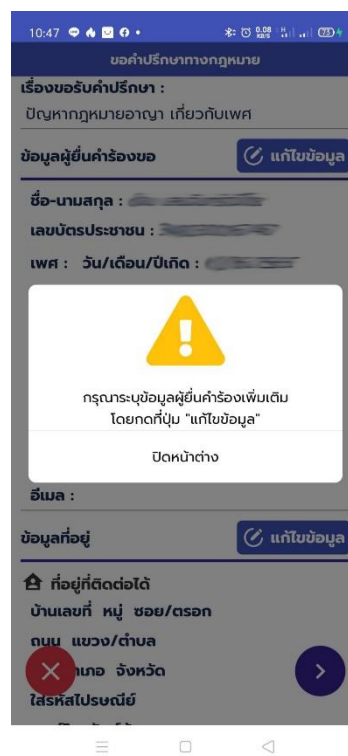 10:47
0.08 KB/S
73
ขอคำปรึกษาทางกฎหมาย
เรื่องขอรับคำปรึกษา :
ปัญหากฎหมายอาญา เกี่ยวกับเพศ
ข้อมูลผู้ยื่นคำร้องขอ
แก้ไขข้อมูล
ชื่อ-นามสกุล :
เลขบัตรประชาชน :
เพศ : วัน/เดือน/ปีเกิด :
กรุณาระบุข้อมูลผู้ยื่นคำร้องเพิ่มเติม
โดยกดที่ปุ่ม "แก้ไขข้อมูล"
ปิดหน้าต่าง
อีเมล :
ข้อมูลที่อยู่
แก้ไขข้อมูล
ที่อยู่ที่ติดต่อได้
บ้านเลขที่ หมู่ ซอย/ตรอก
ถนน แขวง/ตำบล
จังหวัด
ใส่รหัสไปรษณีย์